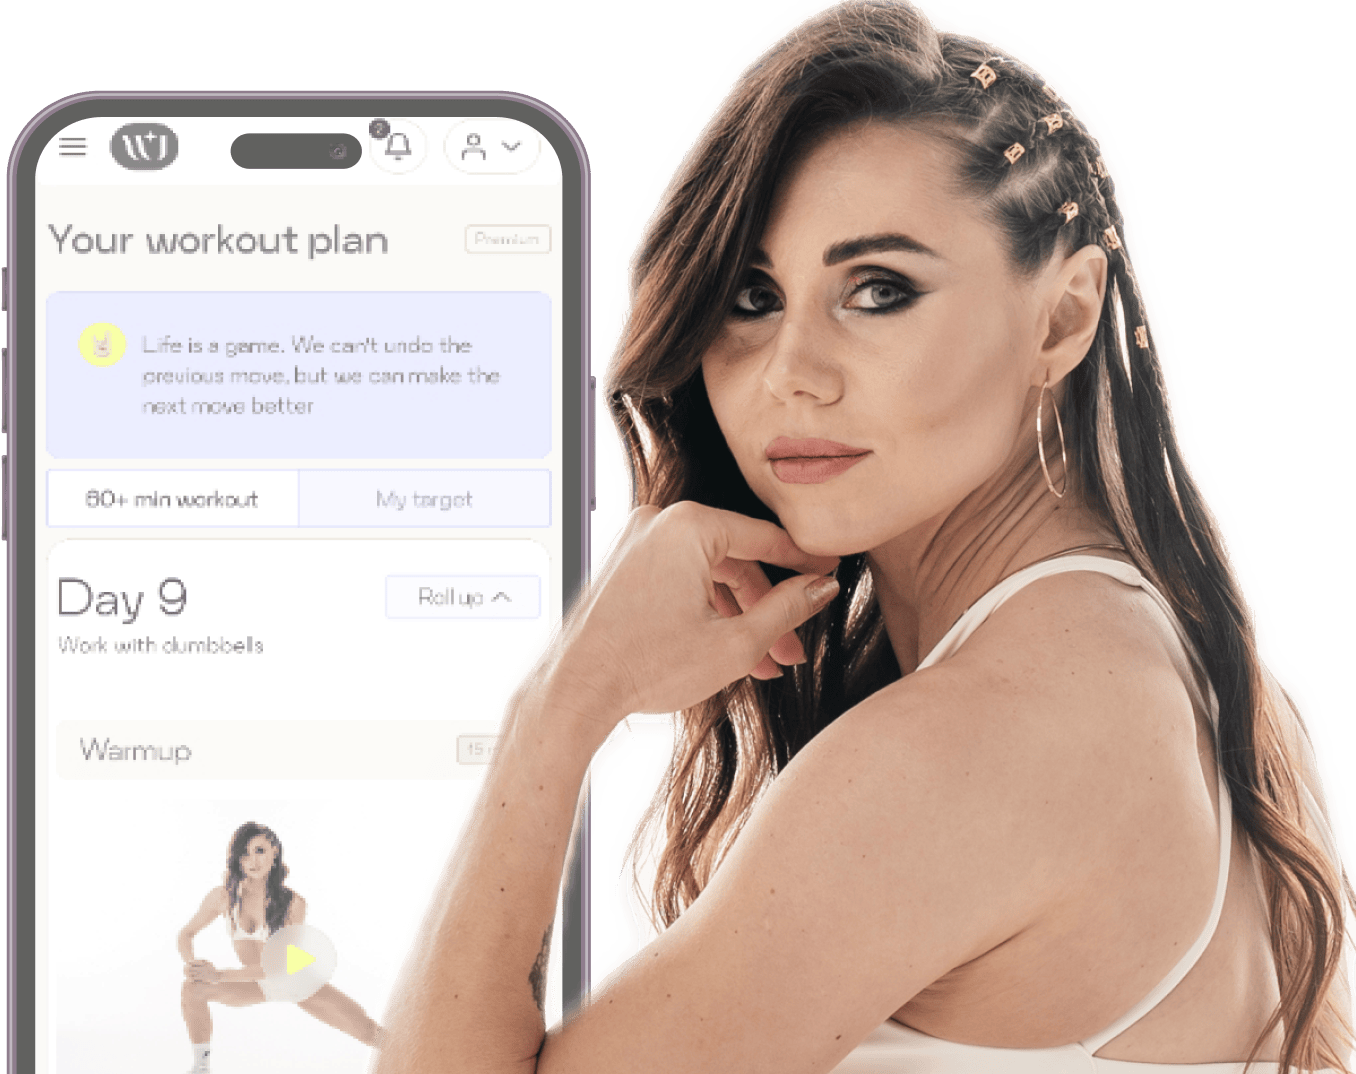 2
Your workout plan
Premium
Life is a game. We can't undo the
previous move, but we can make the
next move better
60+ min workout
My target
Day 9
Roll up
Work with dumbbells
Warmup
15